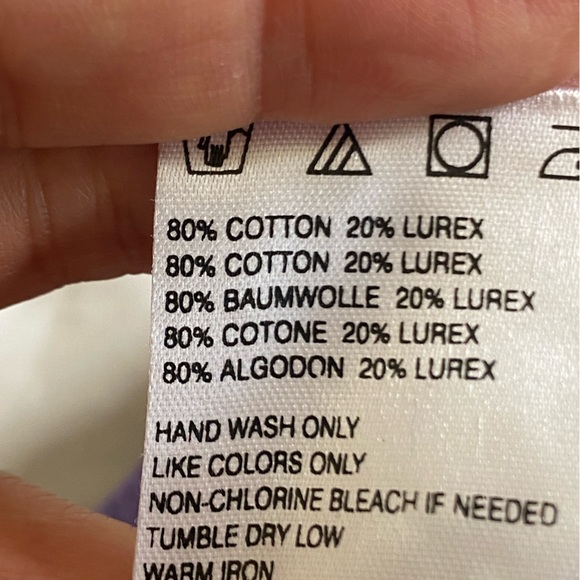 80% COTTON 20% LUREX
80% COTTON 20% LUREX
80% BAUMWOLLE 20% LUREX
80% COTONE 20% LUREX
80% ALGODON 20% LUREX
HAND WASH ONLY
LIKE COLORS ONLY
NON-CHLORINE BLEACH IF NEEDED
TUMBLE DRY LOW
WARM IRON